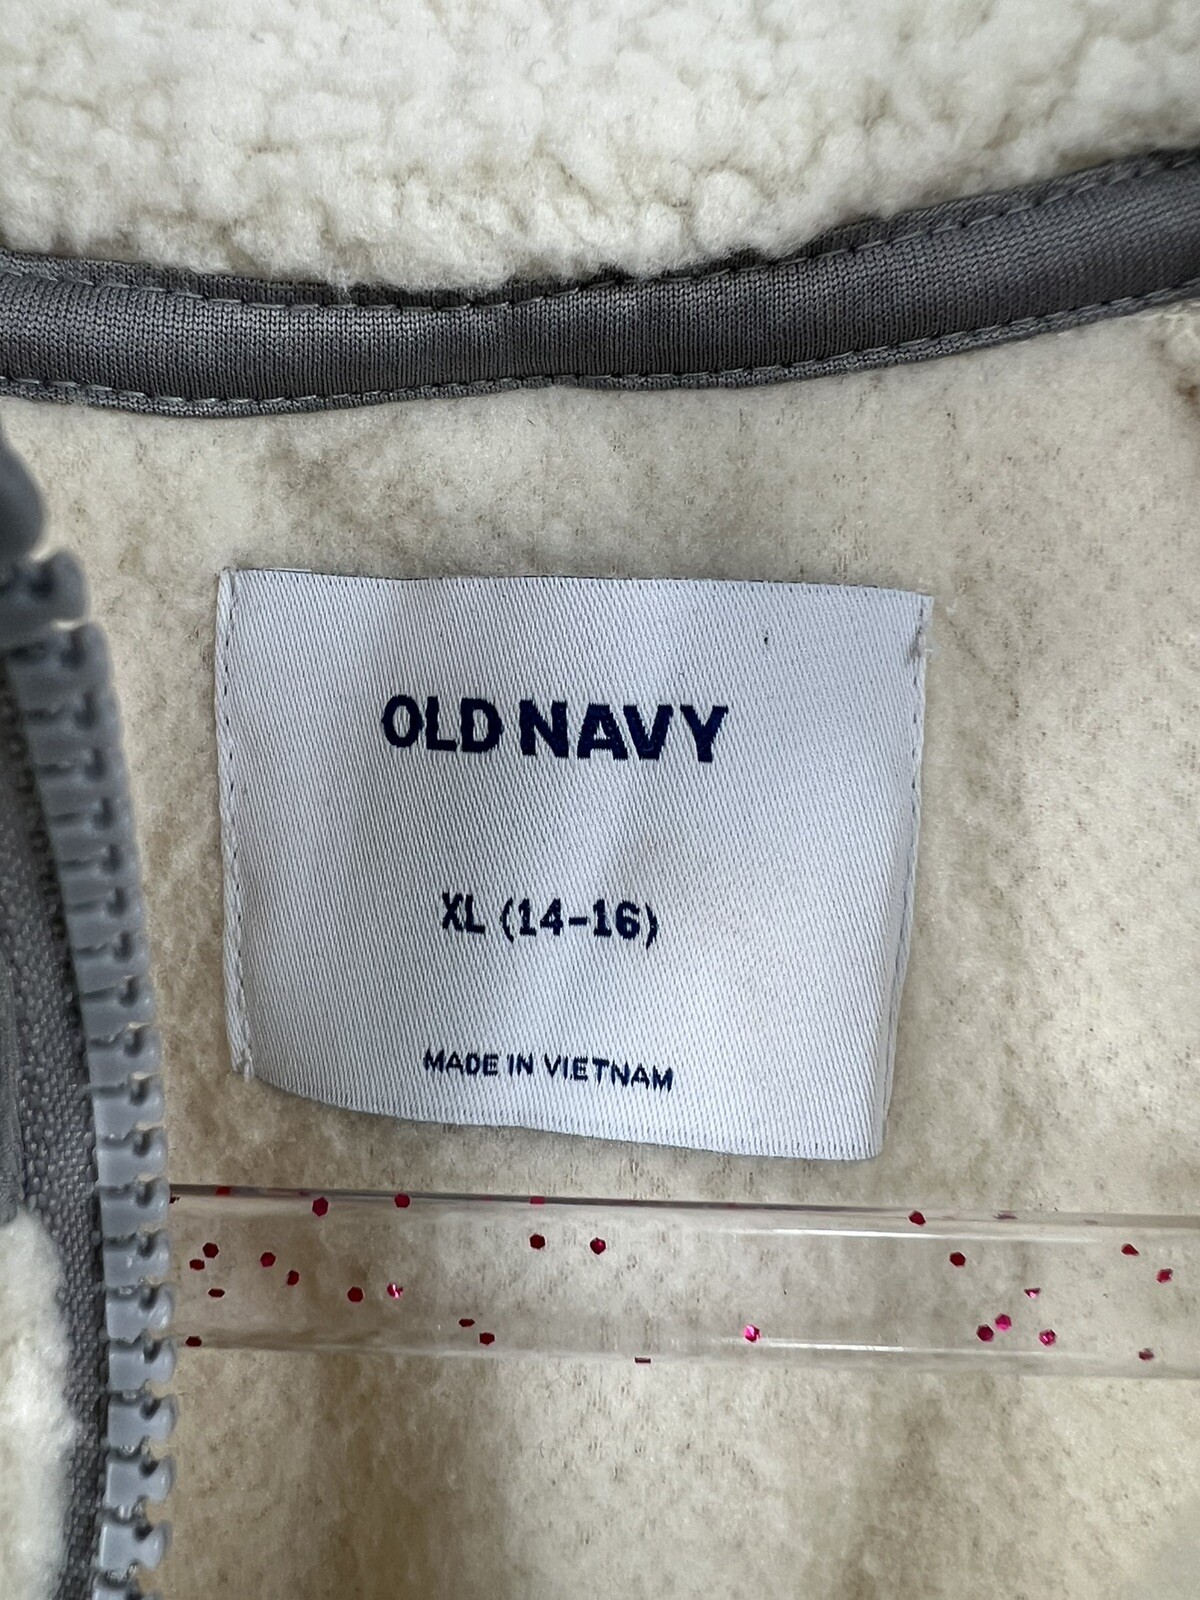 OLD NAVY
XL (14-16)
MADE IN VIETNAM